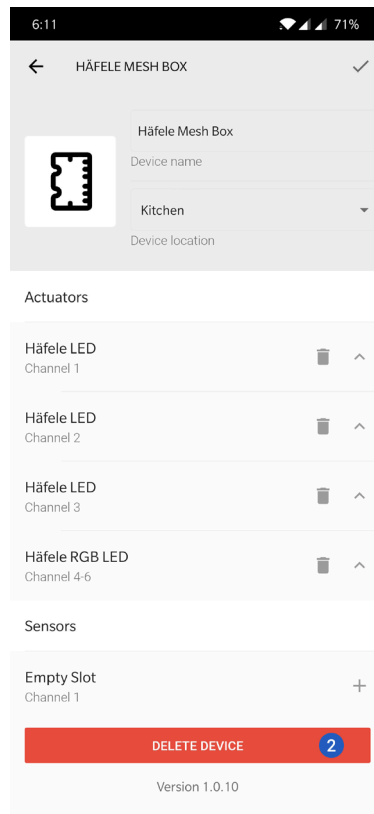 6:11
71%
HÄFELE MESH BOX
Häfele Mesh Box
Device name
Kitchen
Device location
Actuators
Häfele LED
Channel 1
Häfele LED
Channel 2
Häfele LED
Channel 3
Häfele RGB LED
Channel 4-6
Sensors
Empty Slot
Channel 1
DELETE DEVICE 2
Version 1.0.10